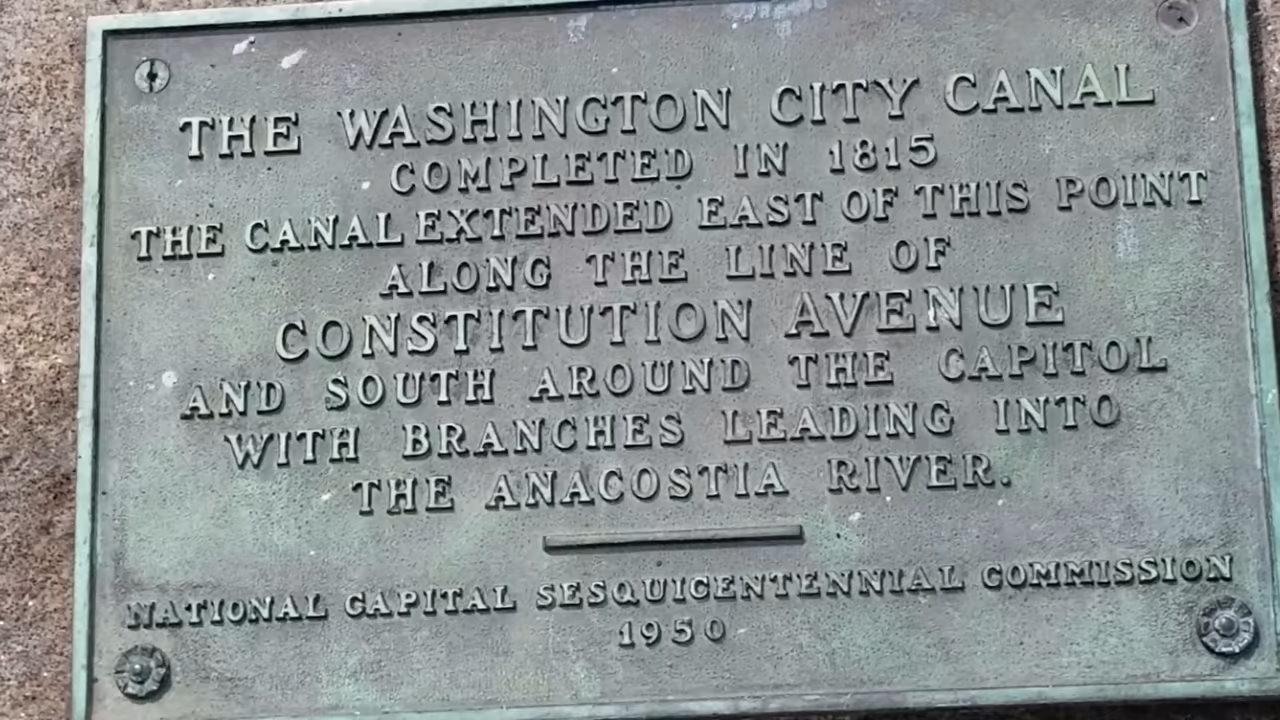 THE WASHINGTON CITY CANAL
COMPLETED IN 1815
THE CANAL EXTENDED EAST OF THIS POINT
ALONG THE LINE OF
CONSTITUTION AVENUE
AND SOUTH AROUND THE CAPITOL
WITH BRANCHES LEADING INTO
THE ANACOSTIA RIVER.
NATIONAL CAPITAL SESQUICENTENNIAL COMMISSION
1950